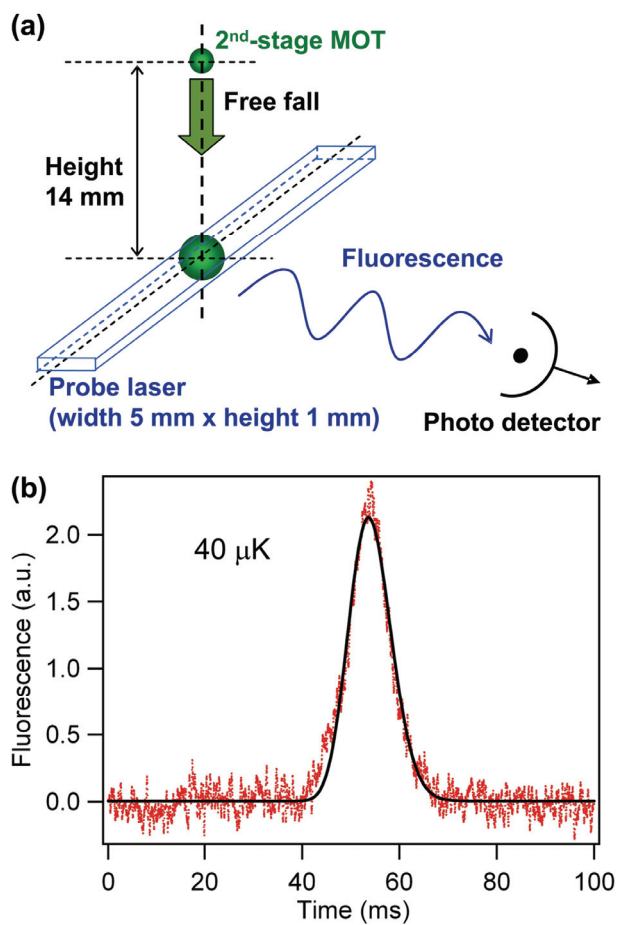 (a)
2nd-stage MOT
Free fall
Height
14 mm
Fluorescence
Probe laser
(width 5 mm x height 1 mm)
Photo detector
(b)
40 μK
Fluorescence (a.u.)
2.0
1.5
1.0
0.5
0.0
0 20 40 60 80 100
Time (ms)